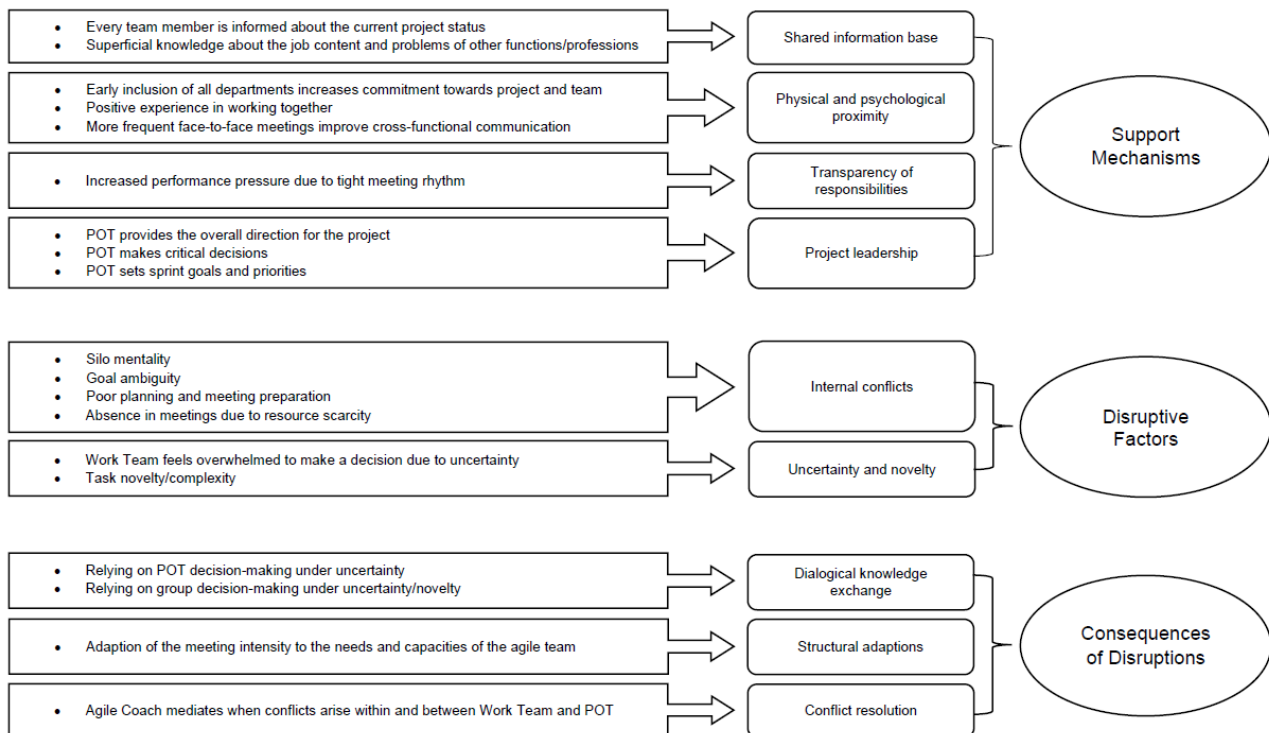 • Every team member is informed about the current project status
• Superficial knowledge about the job content and problems of other functions/professions
Shared information base
• Early inclusion of all departments increases commitment towards project and team
• Positive experience in working together
• More frequent face-to-face meetings improve cross-functional communication
Physical and psychological
proximity
• Increased performance pressure due to tight meeting rhythm
Transparency of
responsibilities
• POT provides the overall direction for the project
• POT makes critical decisions
• POT sets sprint goals and priorities
Project leadership
Support
Mechanisms
• Silo mentality
• Goal ambiguity
• Poor planning and meeting preparation
• Absence in meetings due to resource scarcity
Internal conflicts
• Work Team feels overwhelmed to make a decision due to uncertainty
• Task novelty/complexity
Uncertainty and novelty
Disruptive
Factors
• Relying on POT decision-making under uncertainty
• Relying on group decision-making under uncertainty/novelty
Dialogical knowledge
exchange
• Adaption of the meeting intensity to the needs and capacities of the agile team
Structural adaptions
• Agile Coach mediates when conflicts arise within and between Work Team and POT
Conflict resolution
Consequences
of Disruptions